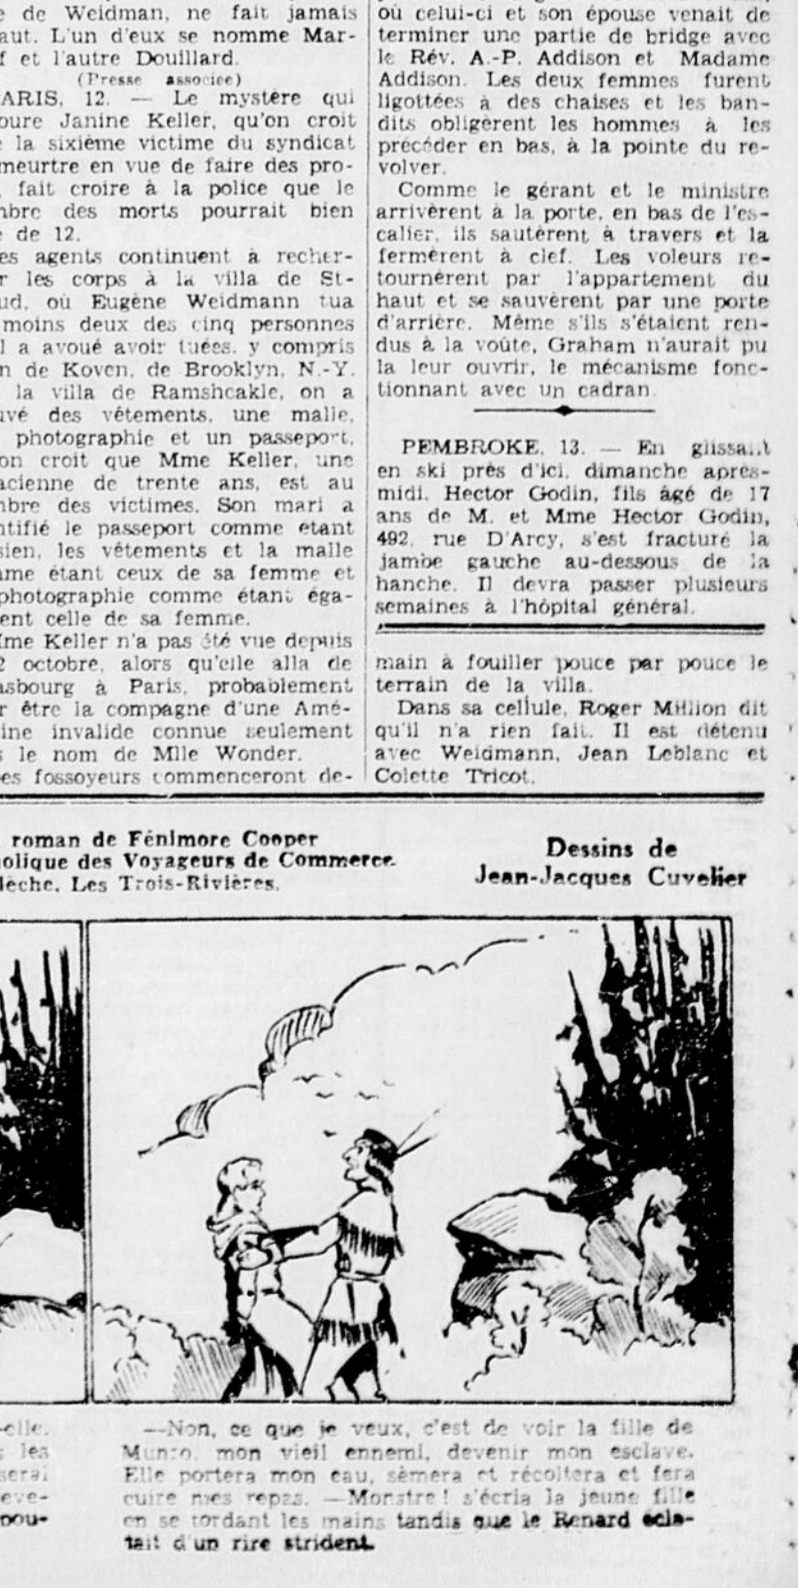 de Weidman, ne fait jamais
aut. L'un d'eux se nomme Mar-
f et l'autre Douillard.
(Presse associee)
ARIS, 12. — Le mystère qui
oure Janine Keller, qu'on croit
la sixième victime du syndicat
meurtre en vue de faire des pro-
fait croire à la police que le
nbre des morts pourrait bien
de 12.
es agents continuent à recher-
r les corps à la villa de St-
ud, où Eugène Weidmann tua
moins deux des cinq personnes
l a avoué avoir tuées. y compris
n de Koven, de Brooklyn, N.-Y.
la villa de Ramshcakle, on a
uvé des vêtements, une malle,
photographie et un passeport,
on croit que Mme Keller, une
acienne de trente ans, est au
nbre des victimes. Son mari a
ntifié le passeport comme étant
sien, les vêtements et la malle
me étant ceux de sa femme et
photographie comme étant éga-
ent celle de sa femme.
Mme Keller n'a pas été vue depuis
2 octobre, alors qu'elle alla de
asbourg à Paris, probablement
r être la compagne d'une Amé-
ine invalide connue seulement
s le nom de Mlle Wonder.
es fossoyeurs commenceront de-
où celui-ci et son épouse venait de
terminer une partie de bridge avec
le Rév. A.-P. Addison et Madame
Addison. Les deux femmes furent
ligottées à des chaises et les ban-
dits obligèrent les hommes à les
précéder en bas, à la pointe du re-
volver.
Comme le gérant et le ministre
arrivèrent à la porte, en bas de l'es-
calier, ils sautèrent à travers et la
fermèrent à clef. Les voleurs re-
tournèrent par l'appartement du
haut et se sauvèrent par une porte
d'arrière. Même s'ils s'étaient ren-
dus à la voûte, Graham n'aurait pu
la leur ouvrir, le mécanisme fonc-
tionnant avec un cadran.
PEMBROKE, 13. — En glissant
en ski près d'ici, dimanche après-
midi, Hector Godin, fils âgé de 17
ans de M. et Mme Hector Godin,
492, rue D'Arcy, s'est fracturé la
jambe gauche au-dessous de la
hanche. Il devra passer plusieurs
semaines à l'hôpital général.
main à fouiller pouce par pouce le
terrain de la villa.
Dans sa cellule, Roger Million dit
qu'il n'a rien fait. Il est détenu
avec Weidmann, Jean Leblanc et
Colette Tricot.
roman de Fénimore Cooper
olique des Voyageurs de Commerce
lèche, Les Trois-Rivières.
Dessins de
Jean-Jacques Cuvelier
-elle.
les
serai
eve-
pou-
—Non, ce que je veux, c'est de voir la fille de
Munro, mon vieil ennemi, devenir mon esclave.
Elle portera mon eau, sèmera et récoltera et fera
cuire mes repas. —Monstre! s'écria la jeune fille
en se tordant les mains tandis que le Renard écla-
tait d'un rire strident.